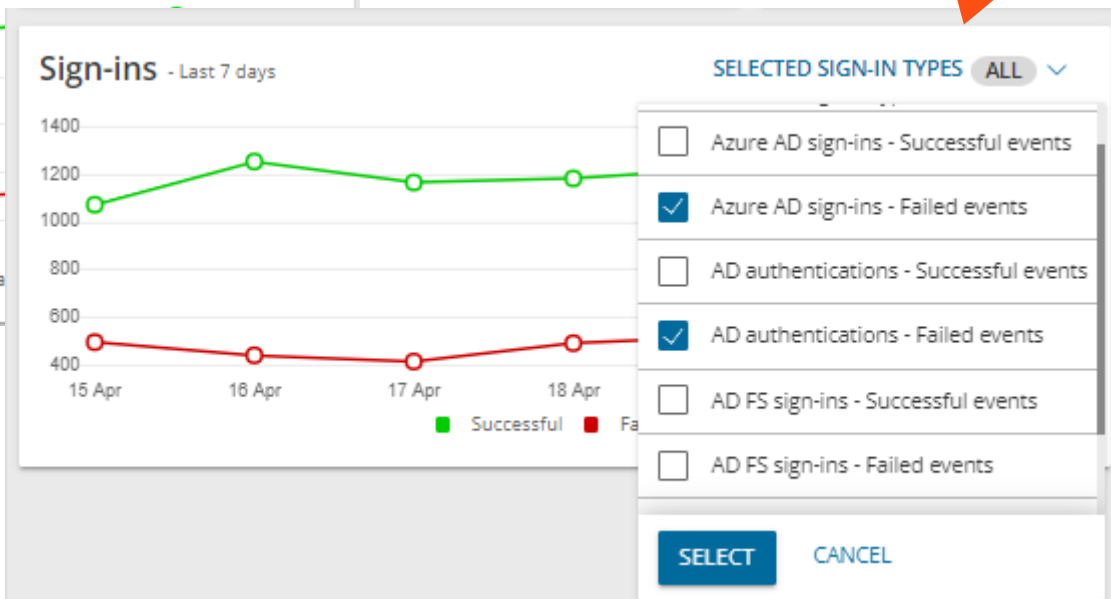 Sign-ins - Last 7 days
SELECTED SIGN-IN TYPES ALL
1400
1200
1000
800
600
400
15 Apr 16 Apr 17 Apr 18 Apr
Successful
Azure AD sign-ins - Successful events
Azure AD sign-ins - Failed events
AD authentications - Successful events
AD authentications - Failed events
AD FS sign-ins - Successful events
AD FS sign-ins - Failed events
SELECT CANCEL